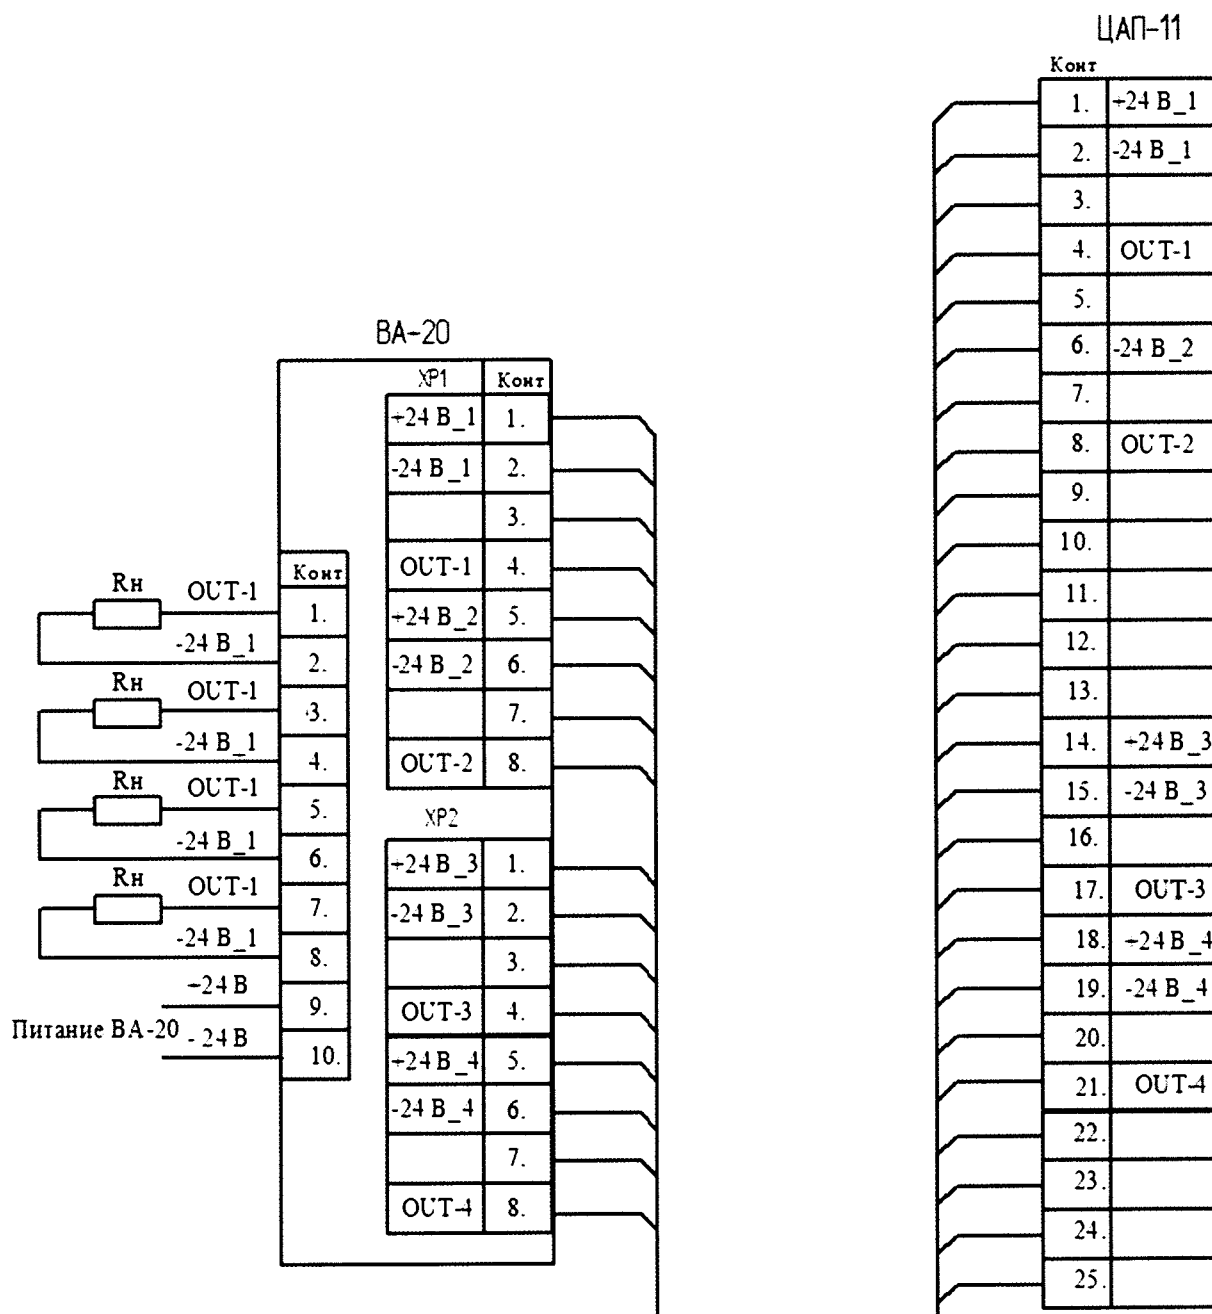 ЦАП-11
Конт
1. +24 В_1
2. -24 В_1
3.
4. OUT-1
5.
6. -24 В_2
7.
8. OUT-2
9.
10.
11.
12.
13.
14. +24 В_3
15. -24 В_3
16.
17. OUT-3
18. +24 В_4
19. -24 В_4
20.
21. OUT-4
22.
23.
24.
25.
ВА-20
ХР1 Конт
+24 В_1 1.
-24 В_1 2.
3.
OUT-1 4.
+24 В_2 5.
-24 В_2 6.
7.
OUT-2 8.
ХР2
+24 В_3 1.
-24 В_3 2.
3.
OUT-3 4.
+24 В_4 5.
-24 В_4 6.
7.
OUT-4 8.
Конт
Rн OUT-1 1.
-24 В_1 2.
Rн OUT-1 3.
-24 В_1 4.
Rн OUT-1 5.
-24 В_1 6.
Rн OUT-1 7.
-24 В_1 8.
+24 В 9.
Питание ВА-20 - 24 В 10.